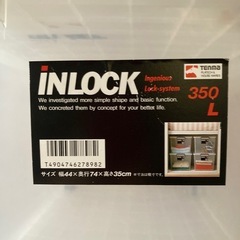 INLOCK
Ingenious
Lock-system
TENMA
350
L
We investigated more simple shape and basic function.
We concreted them by concept for your better life.
T4904746278982
サイズ 幅44×奥行74×高さ35cm